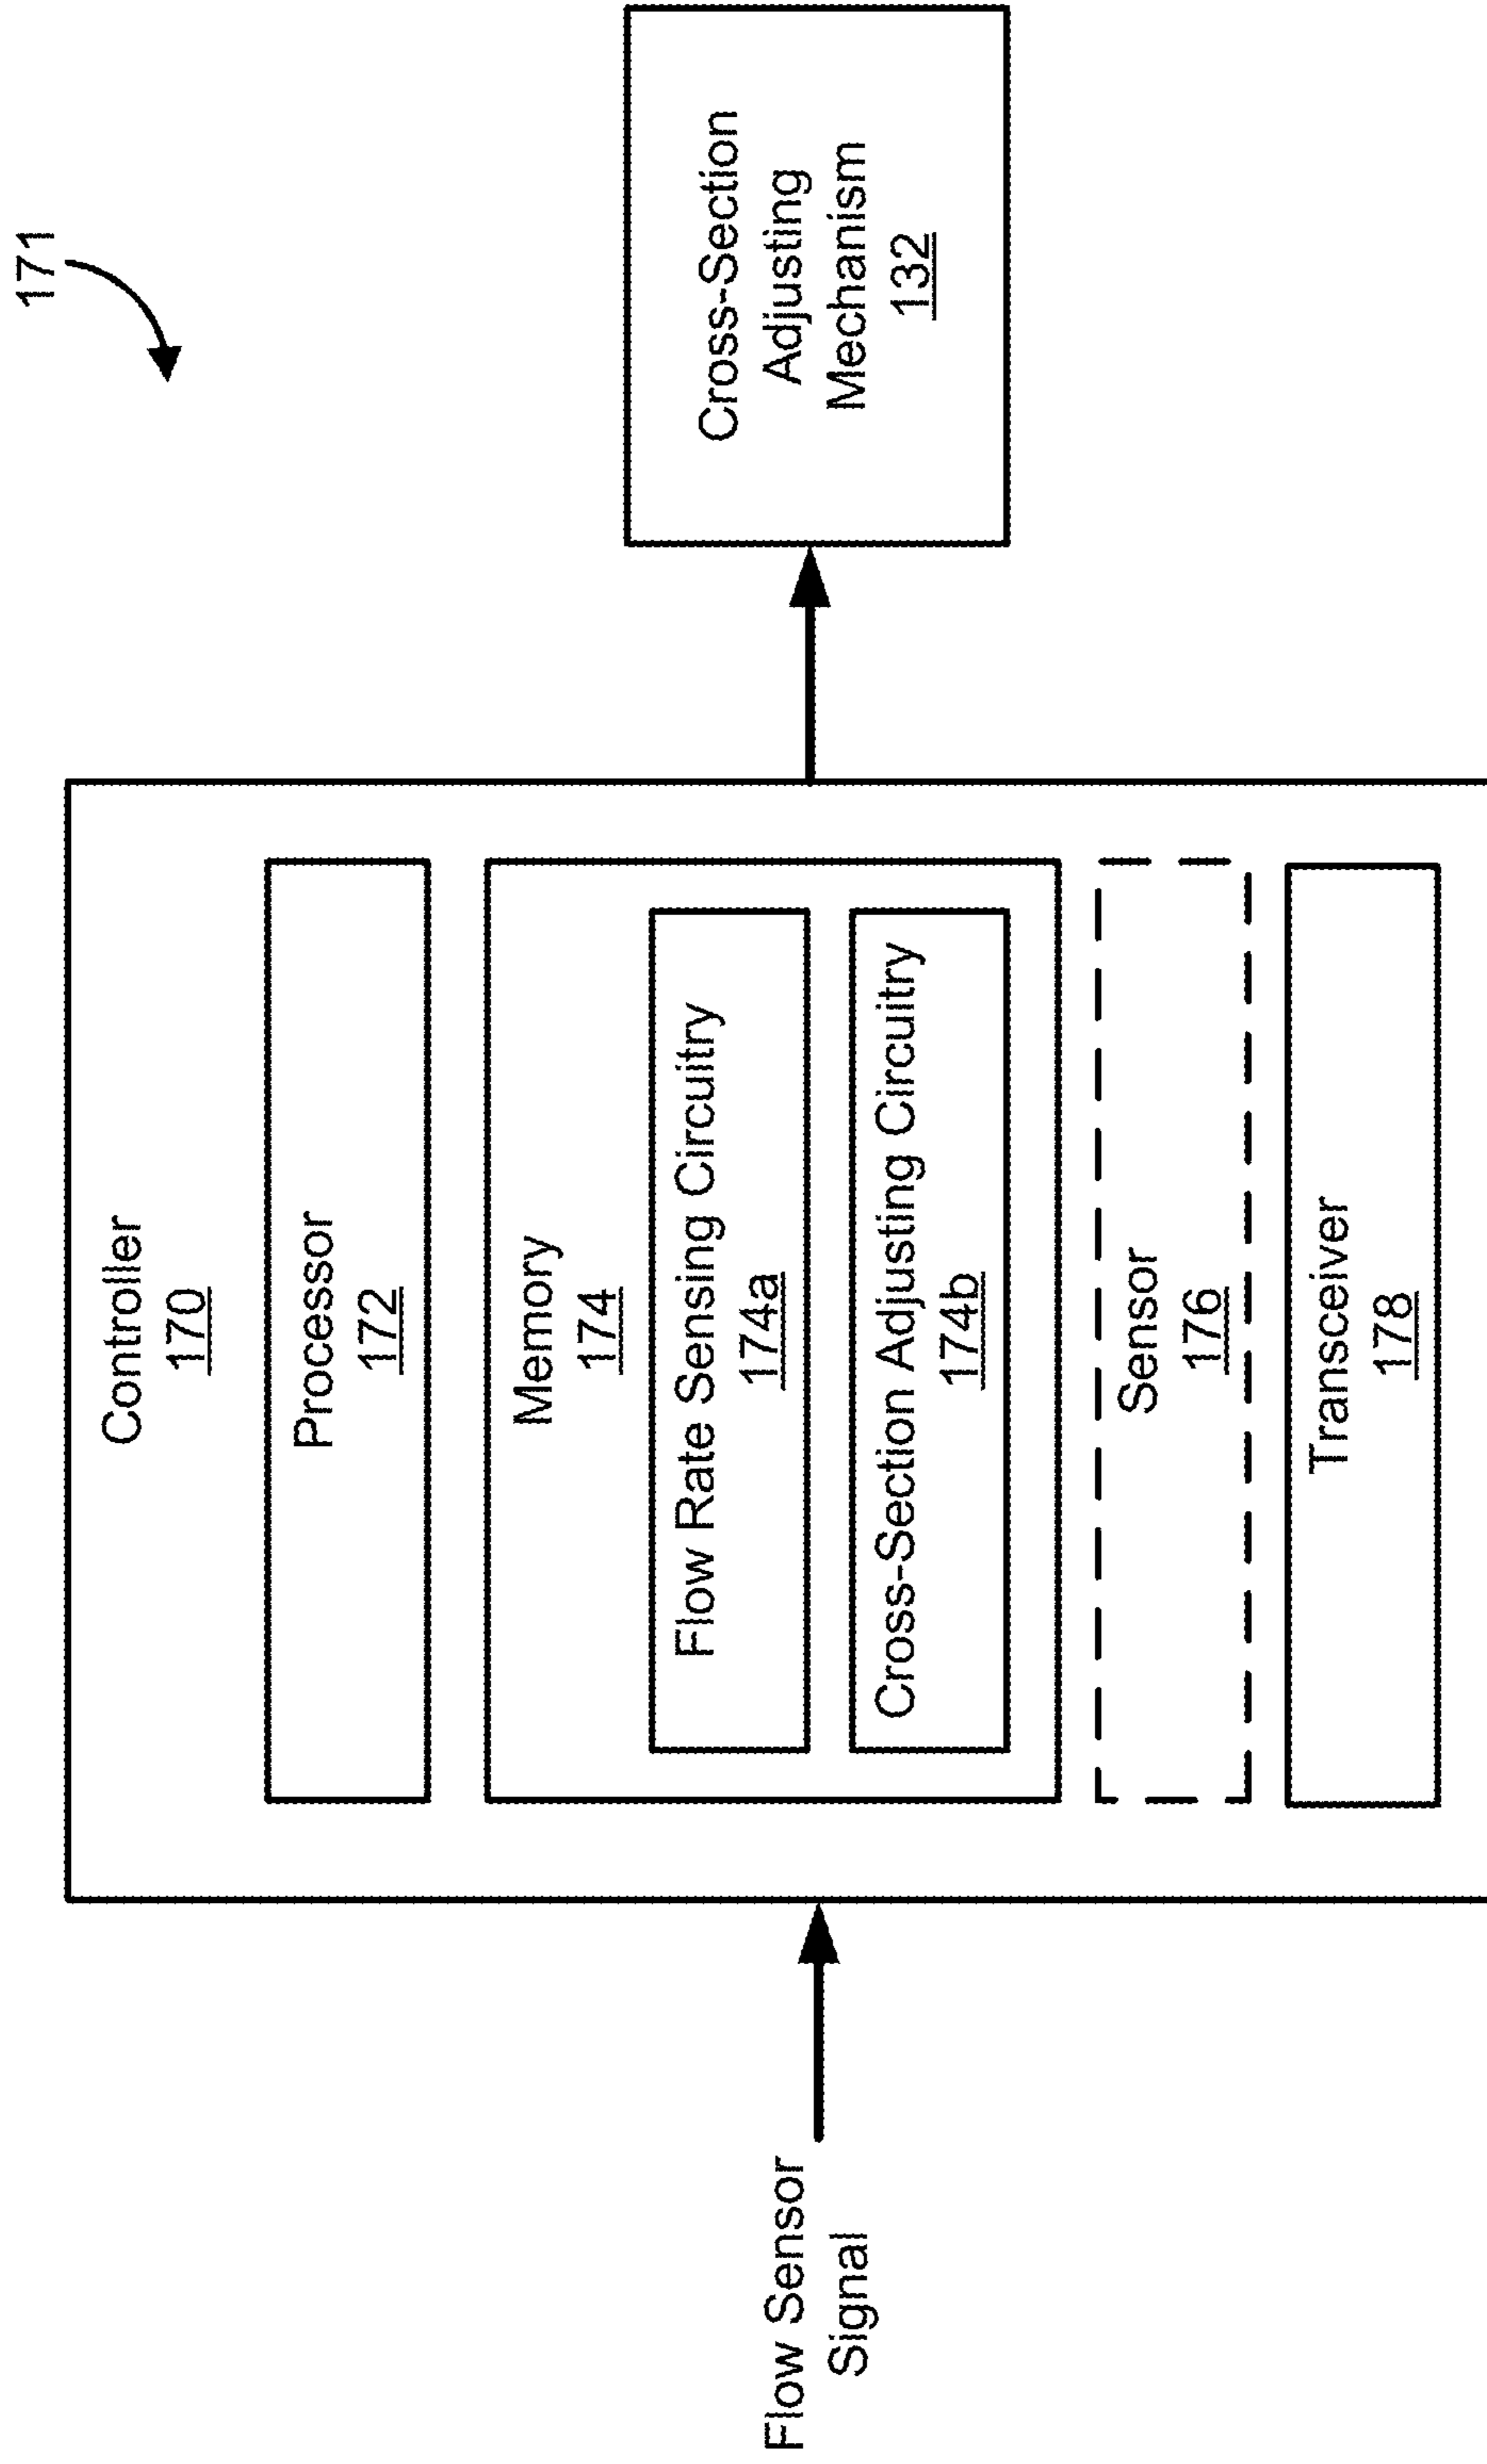 171
Flow Sensor
Signal
Controller
170
Processor
172
Memory
174
Flow Rate Sensing Circuitry
174a
Cross-Section Adjusting Circuitry
174b
Sensor
176
Transceiver
178
Cross-Section
Adjusting
Mechanism
132